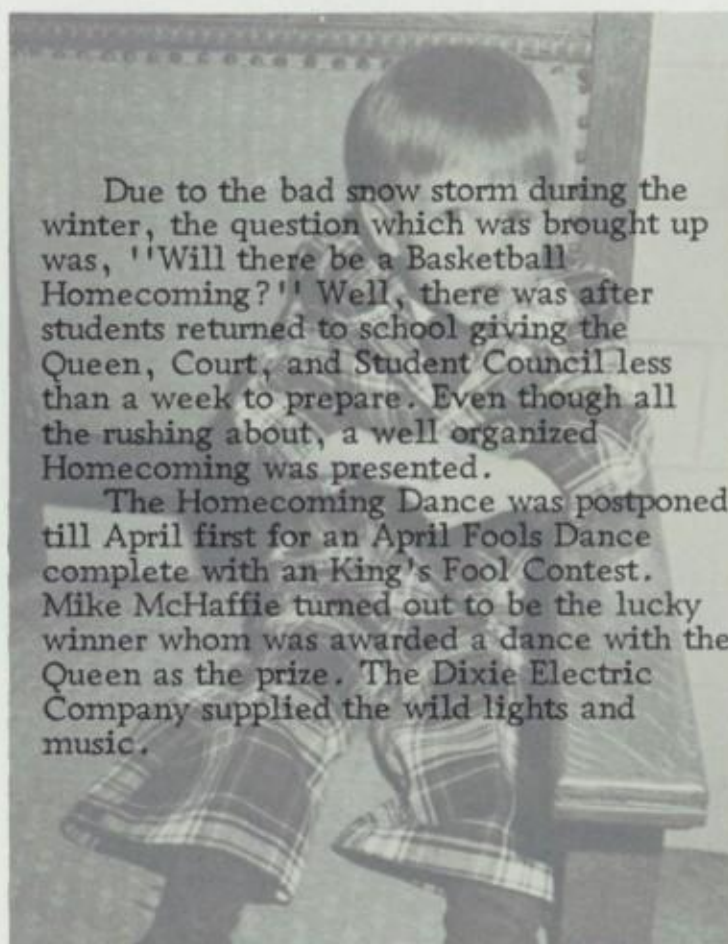 Due to the bad snow storm during the
winter, the question which was brought up
was, ''Will there be a Basketball
Homecoming?'' Well, there was after
students returned to school giving the
Queen, Court, and Student Council less
than a week to prepare. Even though all
the rushing about, a well organized
Homecoming was presented.
The Homecoming Dance was postponed
till April first for an April Fools Dance
complete with an King's Fool Contest.
Mike McHaffie turned out to be the lucky
winner whom was awarded a dance with the
Queen as the prize. The Dixie Electric
Company supplied the wild lights and
music.